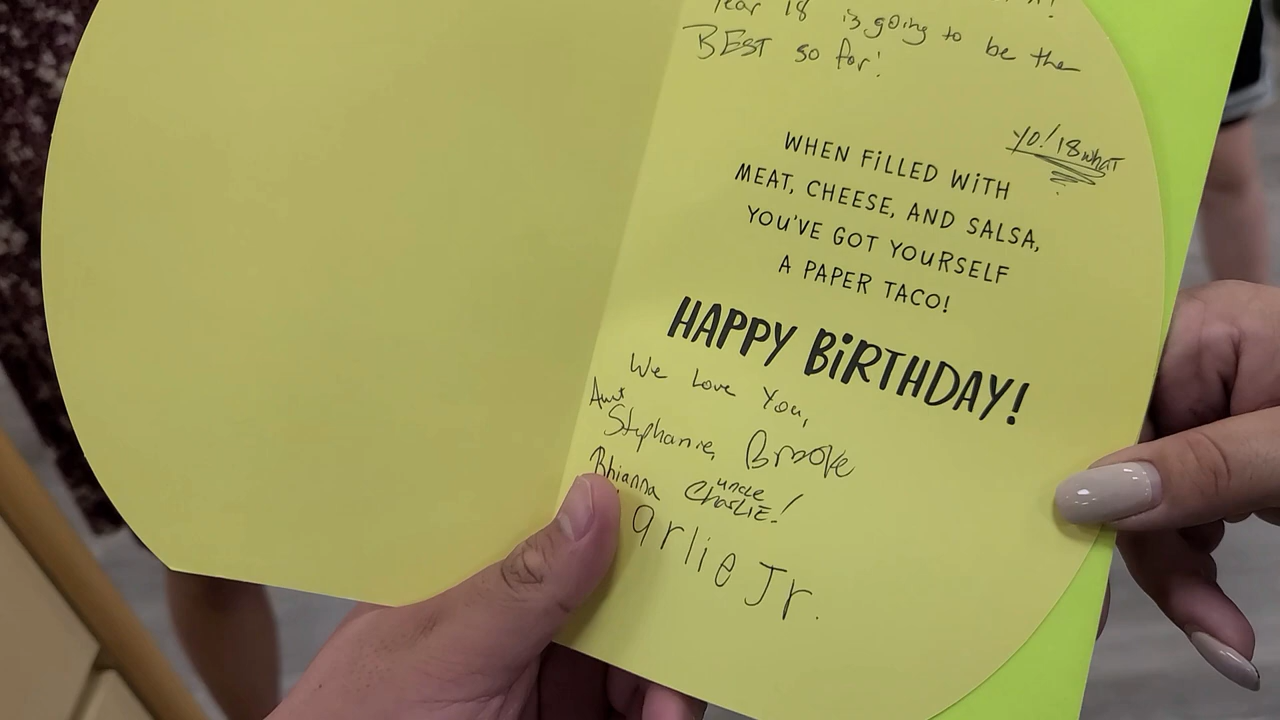 Year 18 is going to be the
BEST so far!
yo! 18 what
WHEN FiLLED WiTH
MEAT, CHEESE, AND SALSA,
YOU'VE GOT YOURSELF
A PAPER TACO!
HAPPY BiRTHDAY!
We Love You,
Aunt
Stephanie, Brooke
Rhianna uncle CharLIE!
arlie Jr.